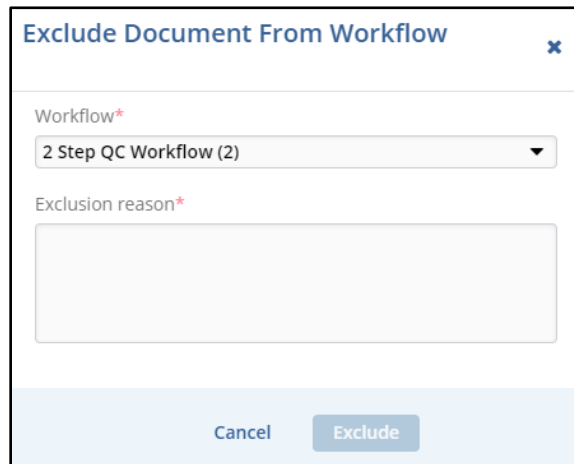 Exclude Document From Workflow
Workflow*
2 Step QC Workflow (2)
Exclusion reason*
Cancel
Exclude